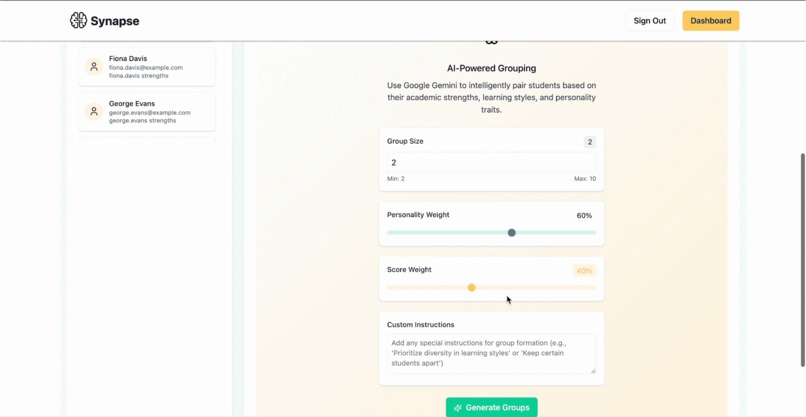 Synapse
Sign Out
Dashboard
Fiona Davis
fiona.davis@example.com
fiona.davis strengths
George Evans
george.evans@example.com
george.evans strengths
AI-Powered Grouping
Use Google Gemini to intelligently pair students based on
their academic strengths, learning styles, and personality
traits.
Group Size
2
2
Min: 2
Max: 10
Personality Weight
60%
Score Weight
40%
Custom Instructions
Add any special instructions for group formation (e.g.,
'Prioritize diversity in learning styles' or 'Keep certain
students apart')
Generate Groups